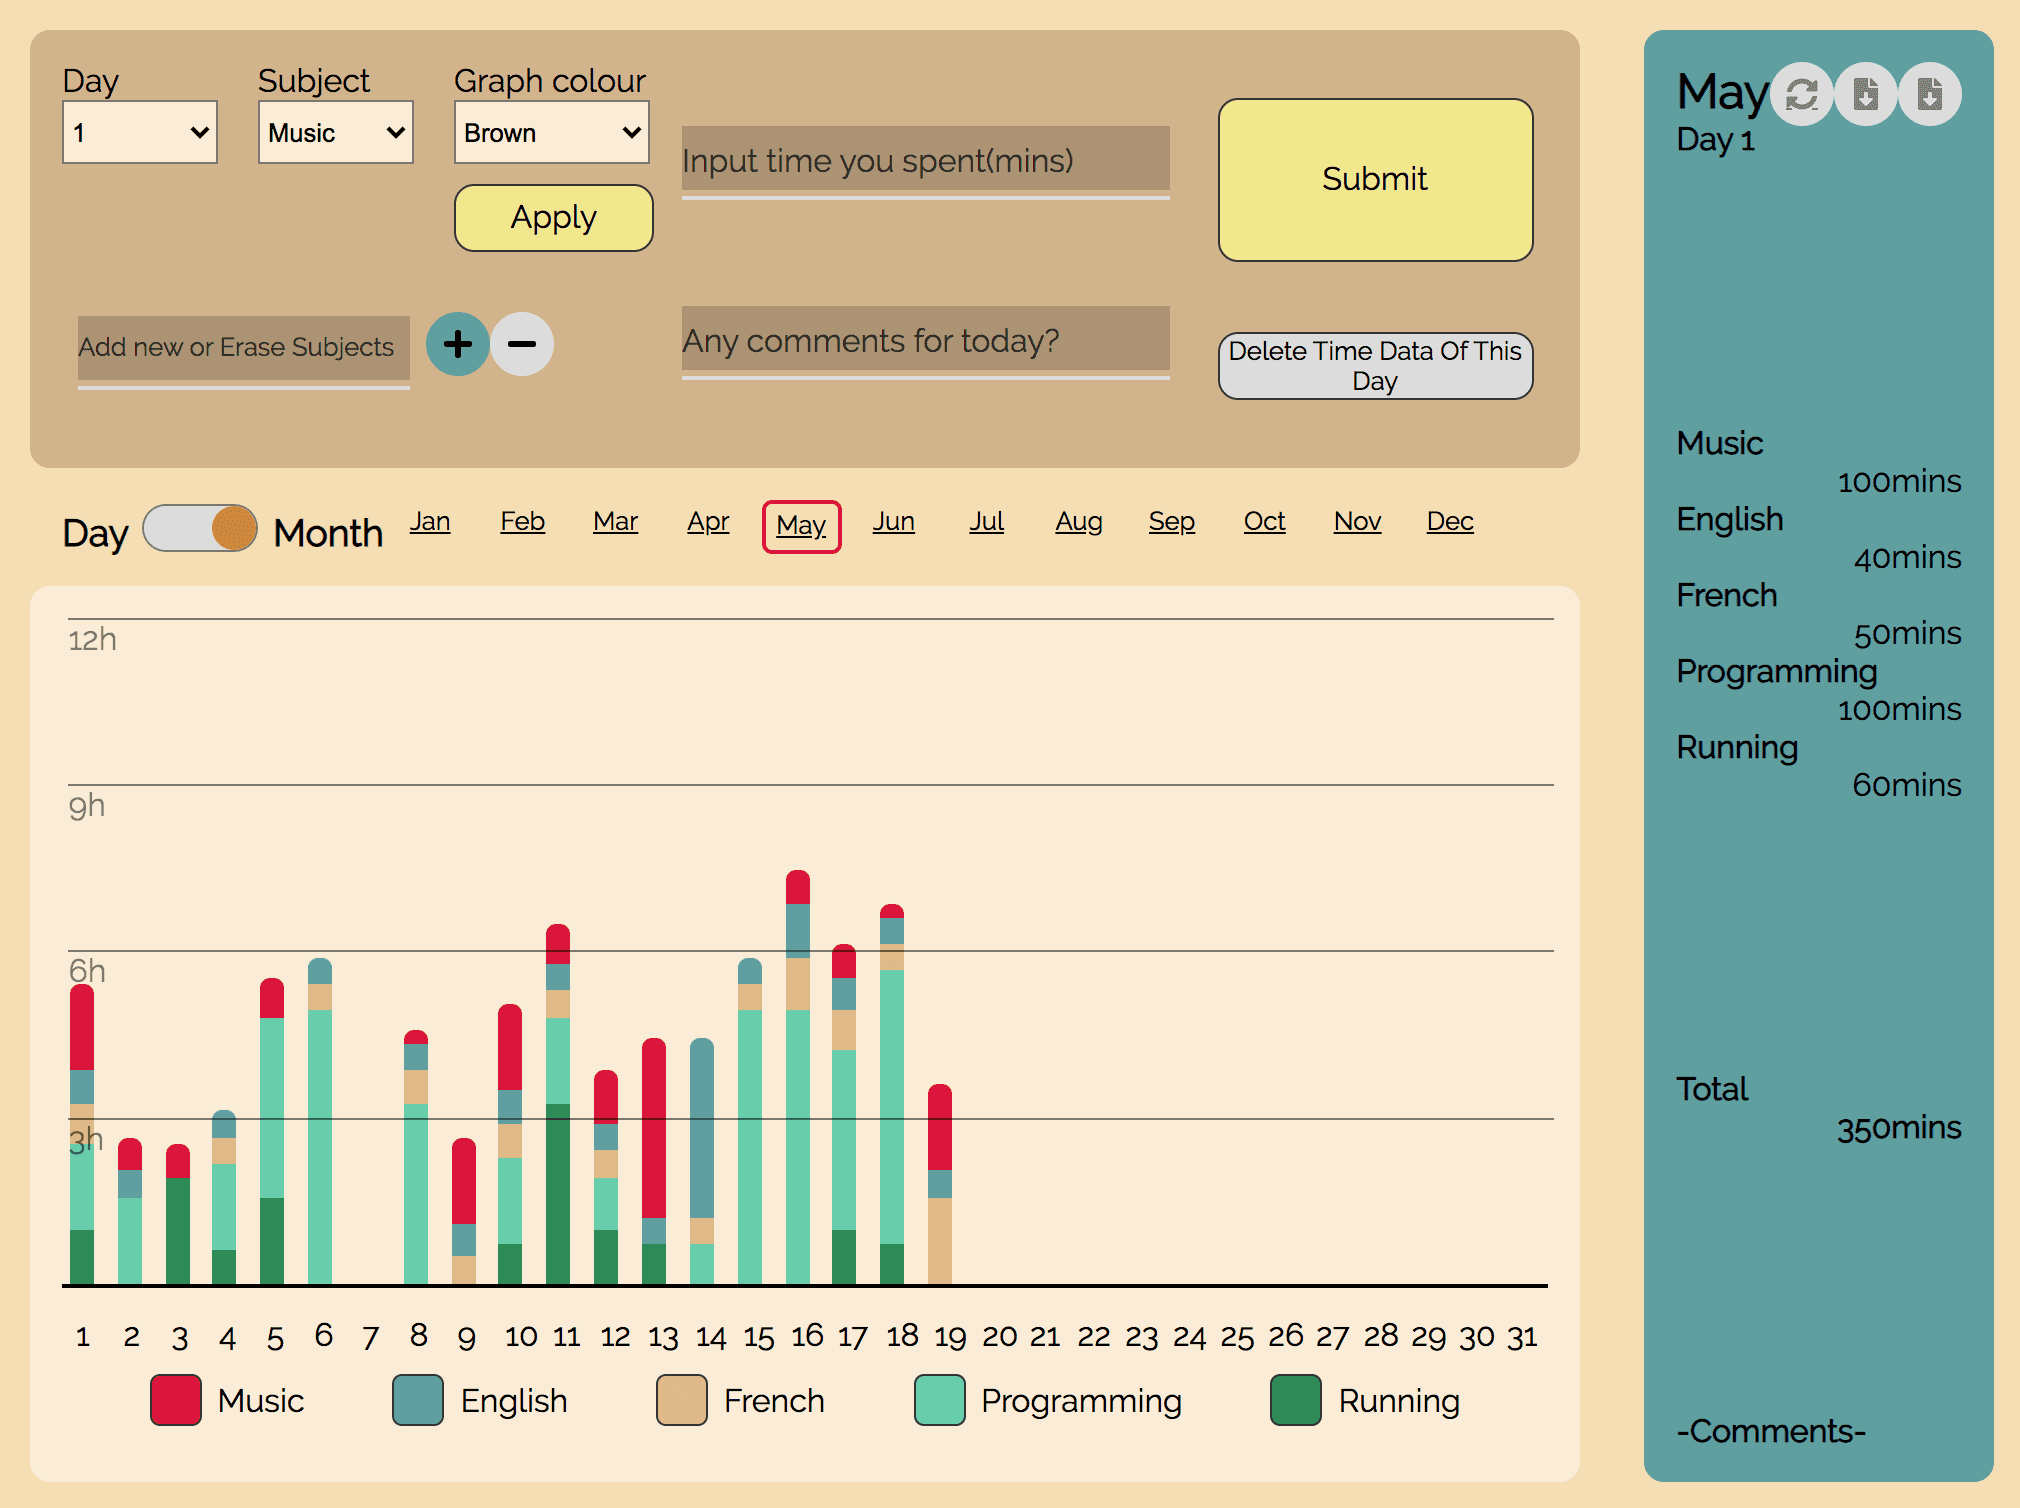 Day Subject Graph colour
1 Music Brown
Input time you spent(mins)
Submit
Apply
Add new or Erase Subjects
Any comments for today?
Delete Time Data Of This
Day
Day Month Jan Feb Mar Apr May Jun Jul Aug Sep Oct Nov Dec
12h
9h
6h
3h
1 2 3 4 5 6 7 8 9 10 11 12 13 14 15 16 17 18 19 20 21 22 23 24 25 26 27 28 29 30 31
Music English French Programming Running
May
Day 1
Music
100mins
English
40mins
French
50mins
Programming
100mins
Running
60mins
Total
350mins
-Comments-